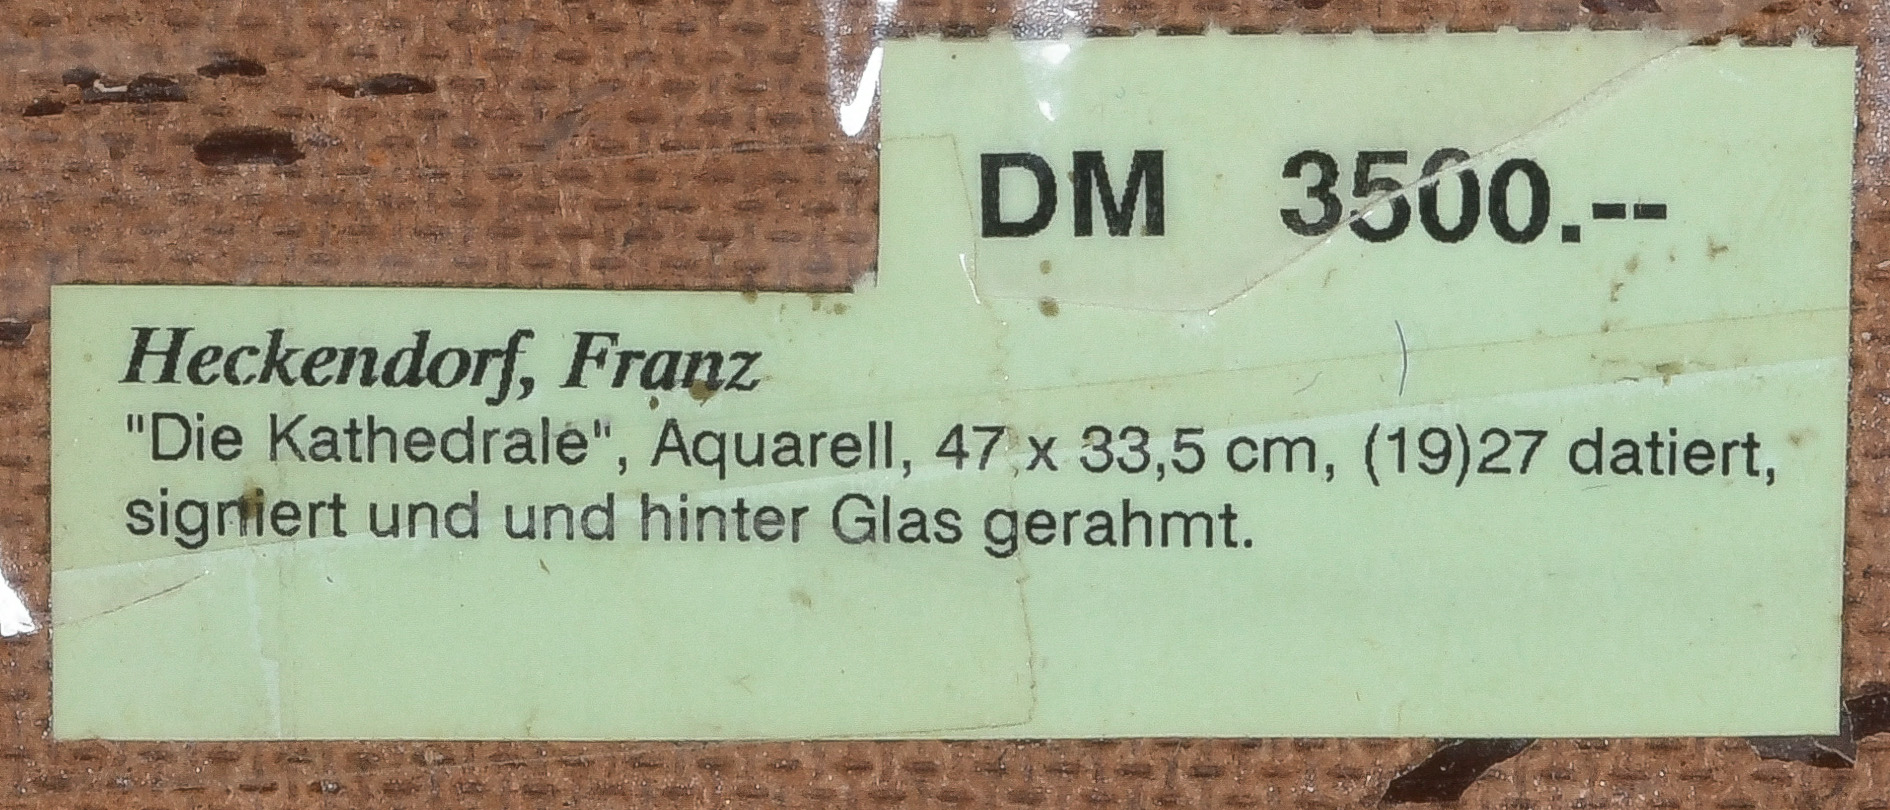 DM 3500.--
Heckendorf, Franz
"Die Kathedrale", Aquarell, 47 x 33,5 cm, (19)27 datiert,
signiert und und hinter Glas gerahmt.